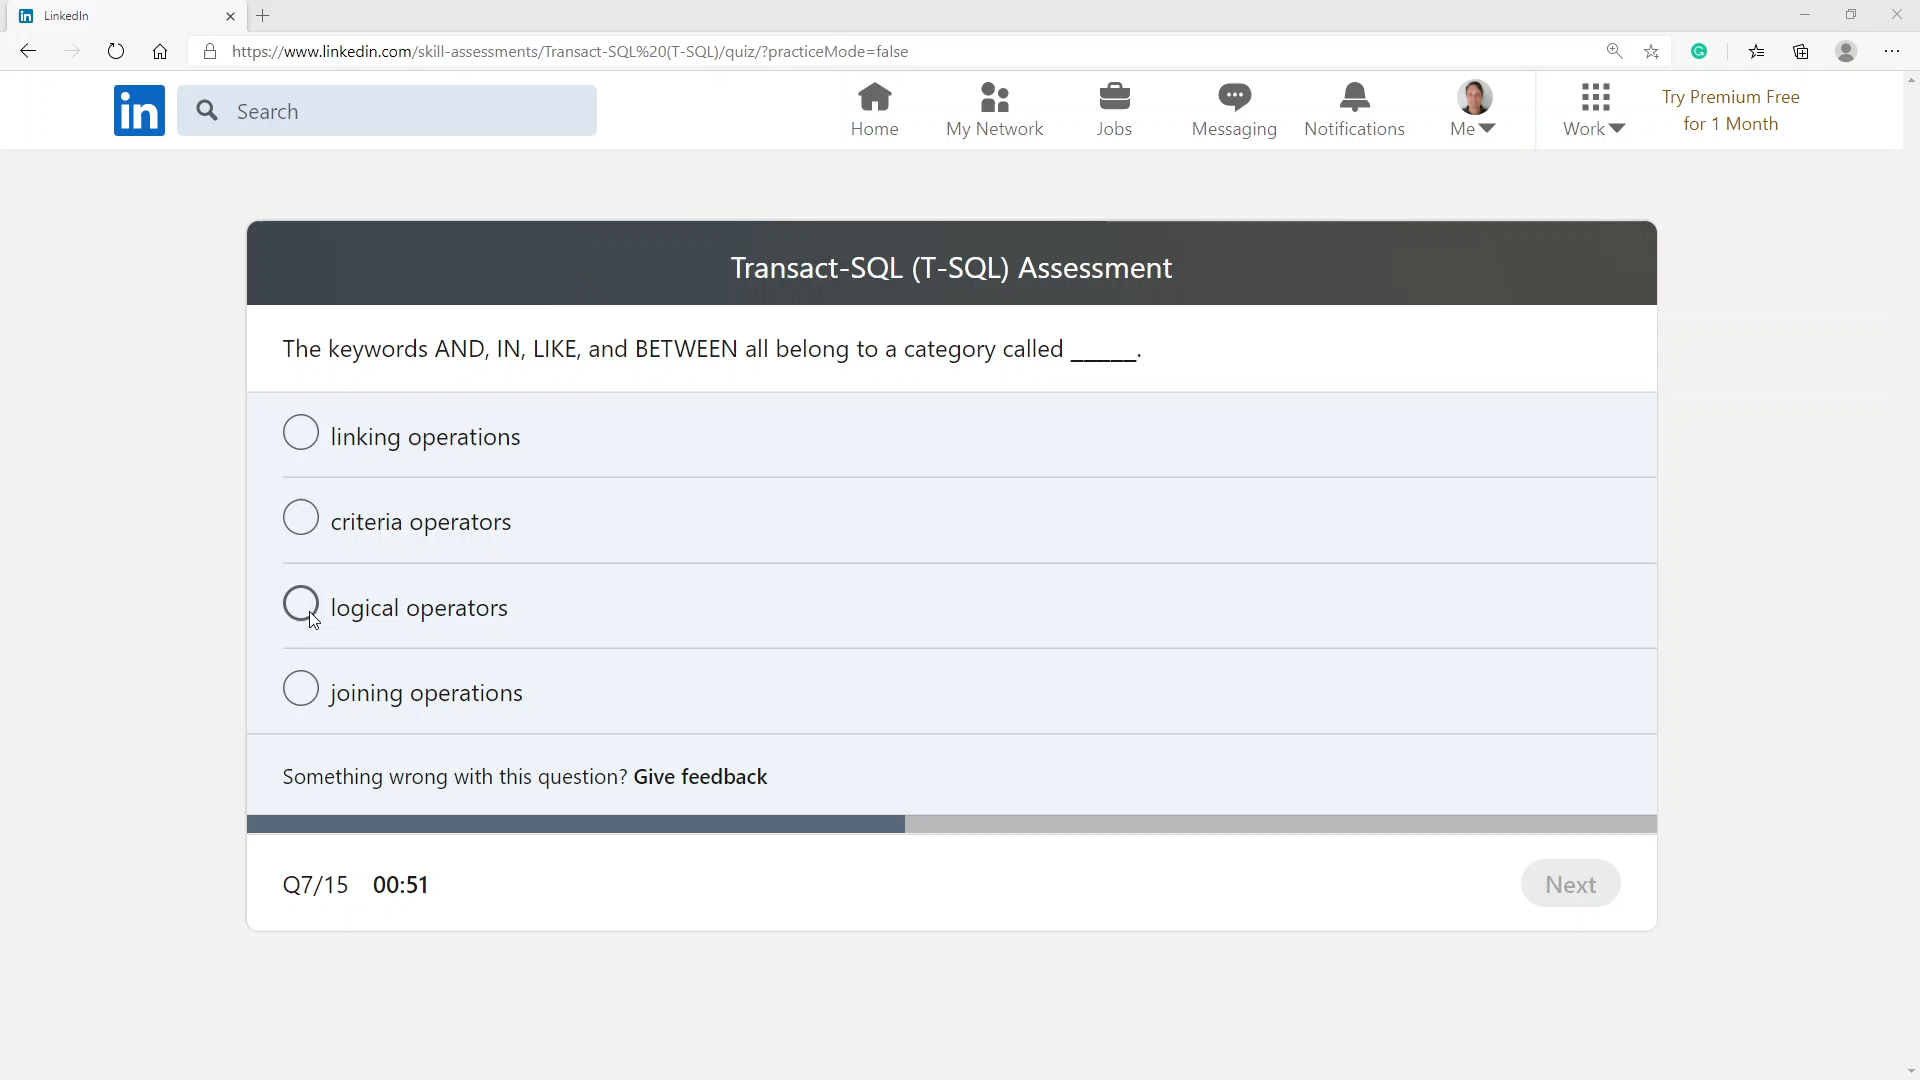 LinkedIn
https://www.linkedin.com/skill-assessments/Transact-SQL%20(T-SQL)/quiz/?practiceMode=false
in
Search
Home
My Network
Jobs
Messaging
Notifications
Me
Work
Try Premium Free
for 1 Month
Transact-SQL (T-SQL) Assessment
The keywords AND, IN, LIKE, and BETWEEN all belong to a category called _____.
linking operations
criteria operators
logical operators
joining operations
Something wrong with this question? Give feedback
Q7/15 00:51
Next